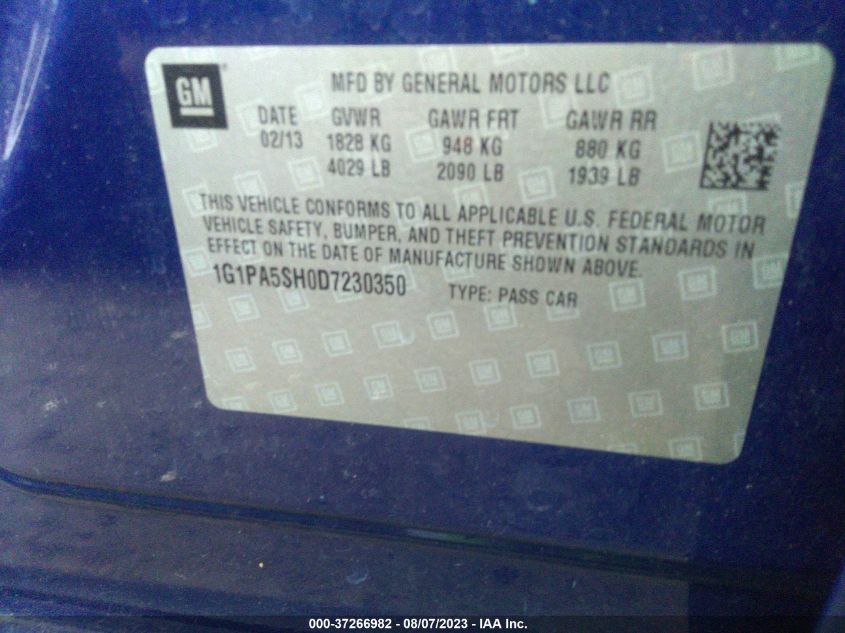 GM
MFD BY GENERAL MOTORS LLC
DATE GVWR GAWR FRT GAWR RR
02/13 1828 KG 948 KG 880 KG
4029 LB 2090 LB 1939 LB
THIS VEHICLE CONFORMS TO ALL APPLICABLE U.S. FEDERAL MOTOR
VEHICLE SAFETY, BUMPER, AND THEFT PREVENTION STANDARDS IN
EFFECT ON THE DATE OF MANUFACTURE SHOWN ABOVE.
1G1PA5SH0D7230350 TYPE: PASS CAR
000-37266982 - 08/07/2023 - IAA Inc.